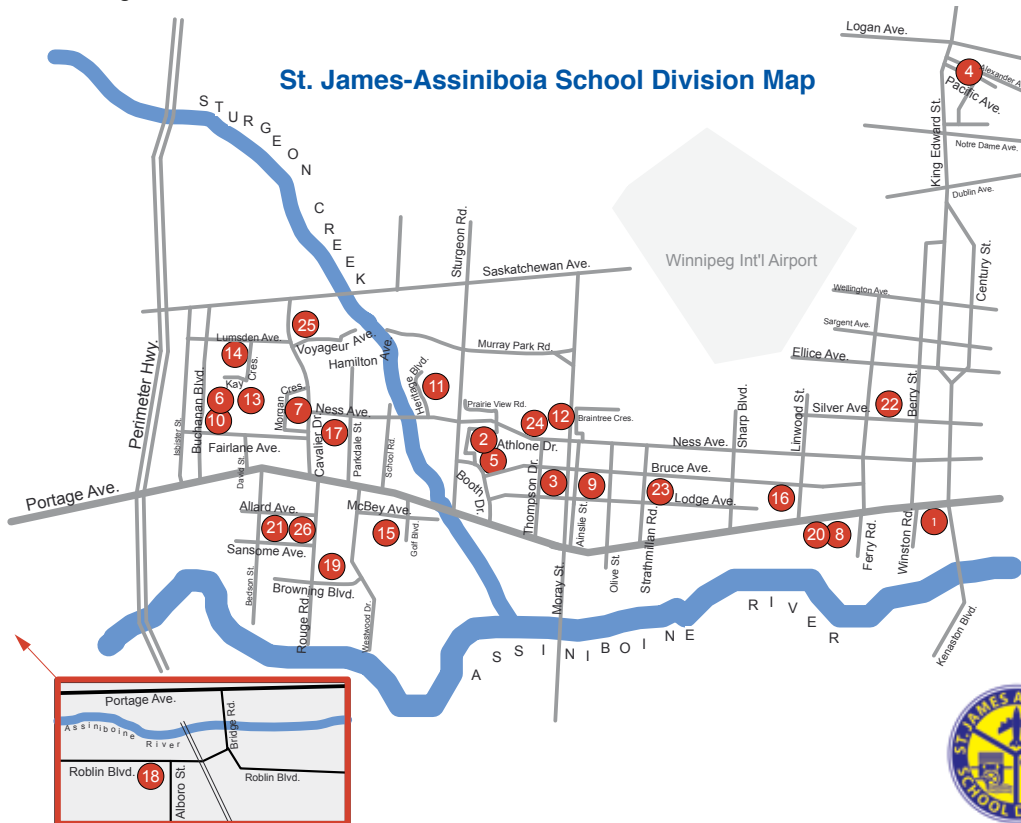 St. James-Assiniboia School Division Map
Logan Ave.
Alexander A
Pacific Ave.
King Edward St.
Notre Dame Ave.
Dublin Ave.
Century St.
STURGEON CREEK
Winnipeg Int'l Airport
Sturgeon Rd.
Saskatchewan Ave.
Wellington Ave.
Sargent Ave.
Ellice Ave.
Perimeter Hwy.
Lumsden Ave.
Voyageur Ave.
Hamilton Ave.
Murray Park Rd.
Kay Cres.
Heritage Blvd.
Buchanan Blvd.
Isbister St.
Morgan Cres.
Ness Ave.
Prairie View Rd.
Braintree Cres.
Athlone Dr.
Ness Ave.
Sharp Blvd.
Linwood St.
Silver Ave.
Berry St.
Fairlane Ave.
David St.
Cavalier Dr.
Parkdale St.
School Rd.
Booth Dr.
Thompson Dr.
Bruce Ave.
Lodge Ave.
Portage Ave.
Allard Ave.
McBey Ave.
Golf Blvd.
Sansome Ave.
Bedson St.
Browning Blvd.
Rouge Rd.
Westwood Dr.
Moray St.
Ainslie St.
Olive St.
Strathmillan Rd.
Ferry Rd.
Winston Rd.
Kenaston Blvd.
ASSINIBOINE RIVER
1
2
3
4
5
6
7
8
9
10
11
12
13
14
15
16
17
18
19
20
21
22
23
24
25
26
Portage Ave.
Assiniboine River
Bridge Rd.
Roblin Blvd.
Roblin Blvd.
Alboro St.
ST. JAMES A
SCHOOL D